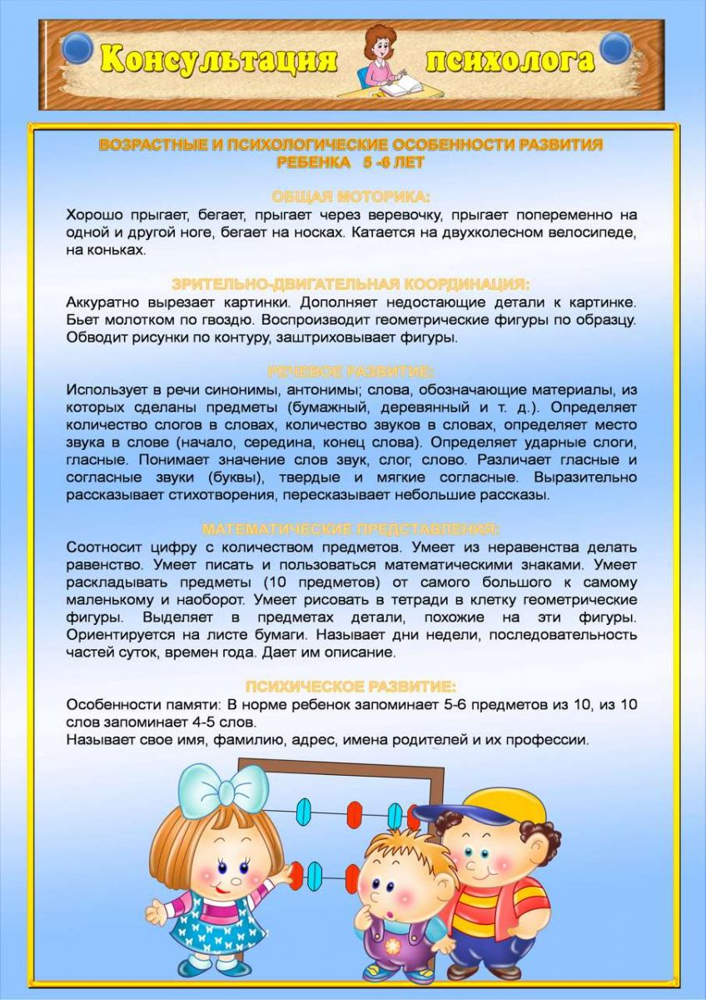 Консультация психолога
ВОЗРАСТНЫЕ И ПСИХОЛОГИЧЕСКИЕ ОСОБЕННОСТИ РАЗВИТИЯ
РЕБЕНКА 5 -6 ЛЕТ
ОБЩАЯ МОТОРИКА:
Хорошо прыгает, бегает, прыгает через веревочку, прыгает попеременно на
одной и другой ноге, бегает на носках. Катается на двухколесном велосипеде,
на коньках.
ЗРИТЕЛЬНО-ДВИГАТЕЛЬНАЯ КООРДИНАЦИЯ:
Аккуратно вырезает картинки. Дополняет недостающие детали к картинке.
Бьет молотком по гвоздю. Воспроизводит геометрические фигуры по образцу.
Обводит рисунки по контуру, заштриховывает фигуры.
РЕЧЕВОЕ РАЗВИТИЕ:
Использует в речи синонимы, антонимы; слова, обозначающие материалы, из
которых сделаны предметы (бумажный, деревянный и т. д.). Определяет
количество слогов в словах, количество звуков в словах, определяет место
звука в слове (начало, середина, конец слова). Определяет ударные слоги,
гласные. Понимает значение слов звук, слог, слово. Различает гласные и
согласные звуки (буквы), твердые и мягкие согласные. Выразительно
рассказывает стихотворения, пересказывает небольшие рассказы.
МАТЕМАТИЧЕСКИЕ ПРЕДСТАВЛЕНИЯ:
Соотносит цифру с количеством предметов. Умеет из неравенства делать
равенство. Умеет писать и пользоваться математическими знаками. Умеет
раскладывать предметы (10 предметов) от самого большого к самому
маленькому и наоборот. Умеет рисовать в тетради в клетку геометрические
фигуры. Выделяет в предметах детали, похожие на эти фигуры.
Ориентируется на листе бумаги. Называет дни недели, последовательность
частей суток, времен года. Дает им описание.
ПСИХИЧЕСКОЕ РАЗВИТИЕ:
Особенности памяти: В норме ребенок запоминает 5-6 предметов из 10, из 10
слов запоминает 4-5 слов.
Называет свое имя, фамилию, адрес, имена родителей и их профессии.